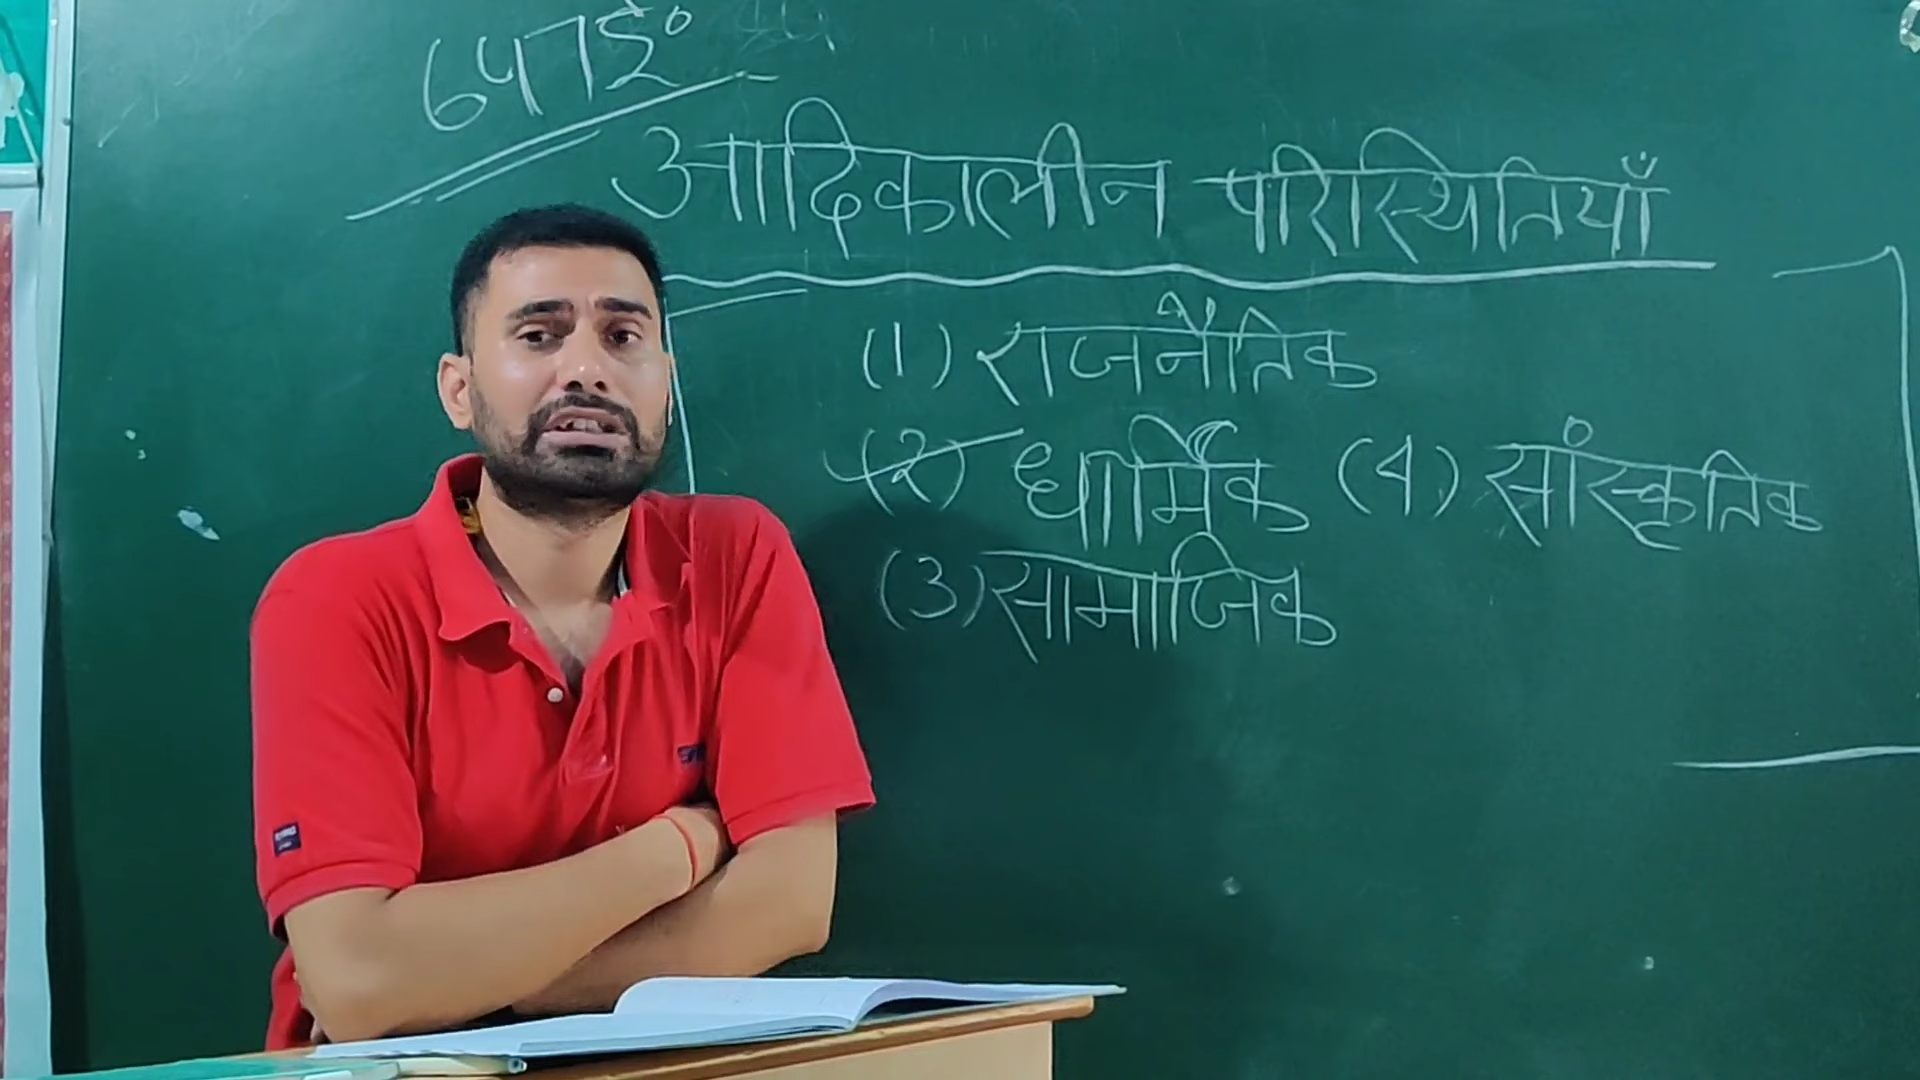 647ई०
आदिकालीन परिस्थितियाँ
(1) राजनैतिक
(2) धार्मिक (4) सांस्कृतिक
(3) सामाजिक